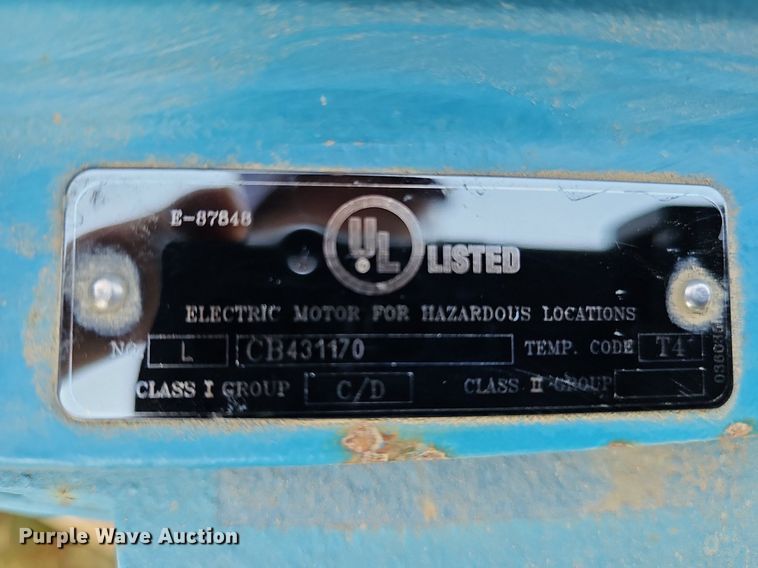 E-87848
UL LISTED
ELECTRIC MOTOR FOR HAZARDOUS LOCATIONS
NO. L CB431170 TEMP. CODE T4
CLASS I GROUP C/D CLASS II GROUP
Purple Wave Auction